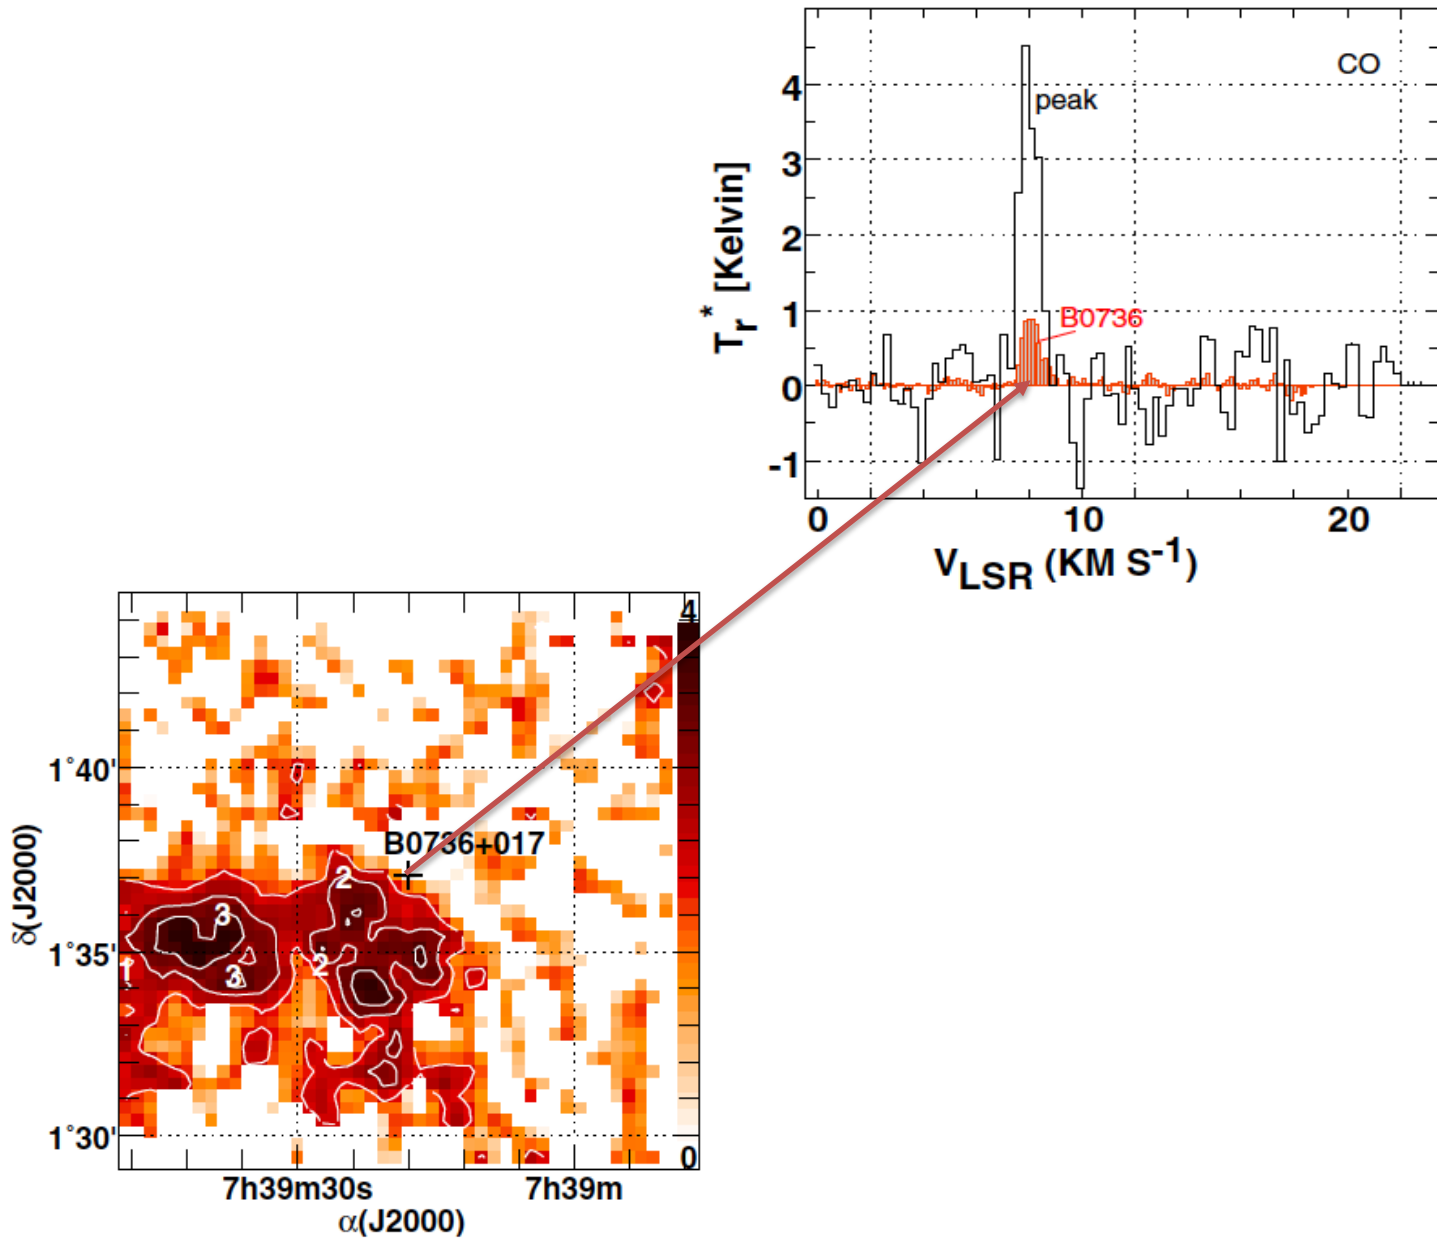 CO
peak
B0736
4
3
2
1
0
-1
T_r^* [Kelvin]
0 10 20
V_LSR (KM S^-1)
4
0
B0736+017
2
3
3
2
1
1°40'
1°35'
1°30'
δ(J2000)
7h39m30s 7h39m
α(J2000)